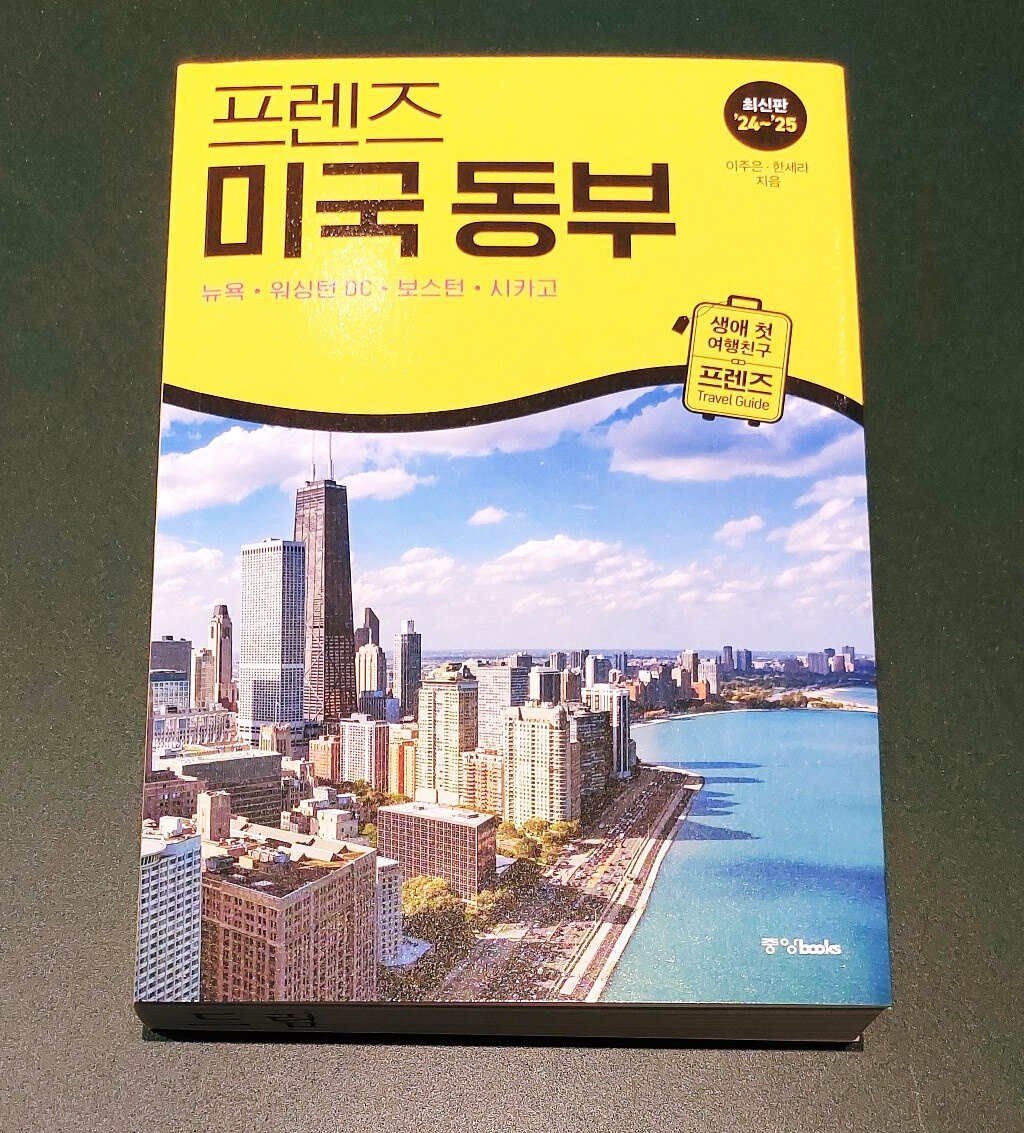 프렌즈
미국 동부
뉴욕 • 워싱턴 DC • 보스턴 • 시카고
최신판
'24~'25
이주은 · 한세라
지음
생애 첫
여행친구
프렌즈
Travel Guide
중앙books
드림